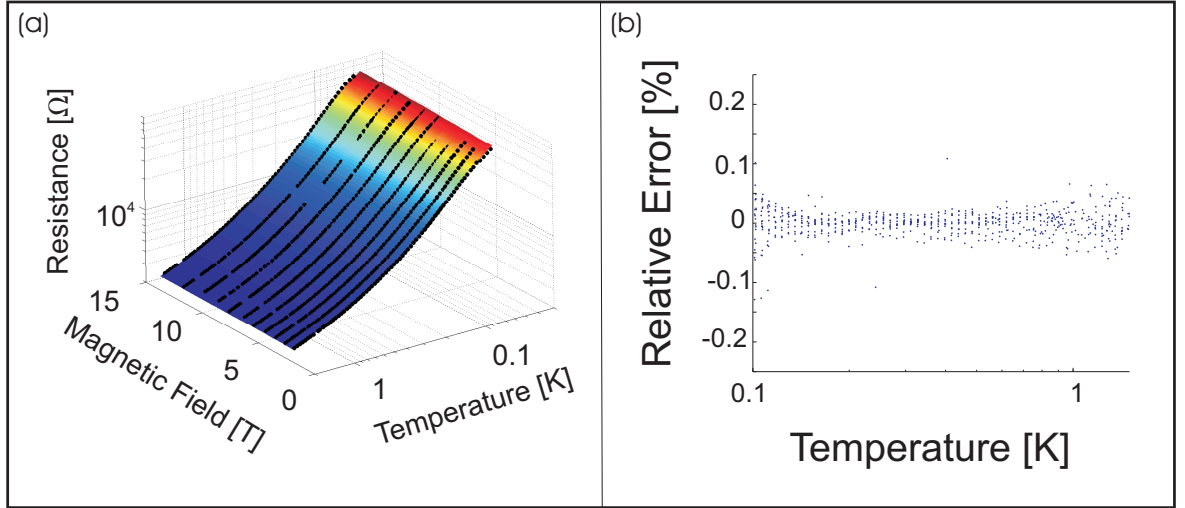 (a)
Resistance [Ω]
10⁴
15
10
5
0
Magnetic Field [T]
1
0.1
Temperature [K]
(b)
Relative Error [%]
0.2
0.1
0
-0.1
-0.2
0.1
1
Temperature [K]